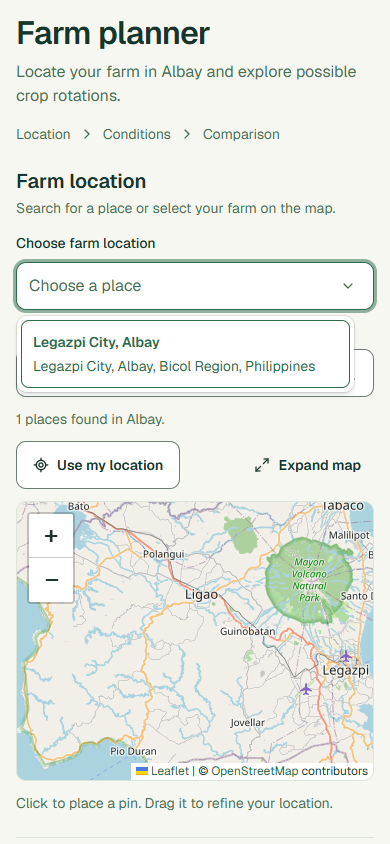 Farm planner
Locate your farm in Albay and explore possible
crop rotations.
Location > Conditions > Comparison
Farm location
Search for a place or select your farm on the map.
Choose farm location
Choose a place
Legazpi City, Albay
Legazpi City, Albay, Bicol Region, Philippines
1 places found in Albay.
Use my location
Expand map
Bato
Tabaco
+
Malilipot
Polangui
Mayon
Volcano
Natural
Park
−
Ligao
Santo D
Guinobatan
Legazpi
Jovellar
Pio Duran
Leaflet | © OpenStreetMap contributors
Click to place a pin. Drag it to refine your location.